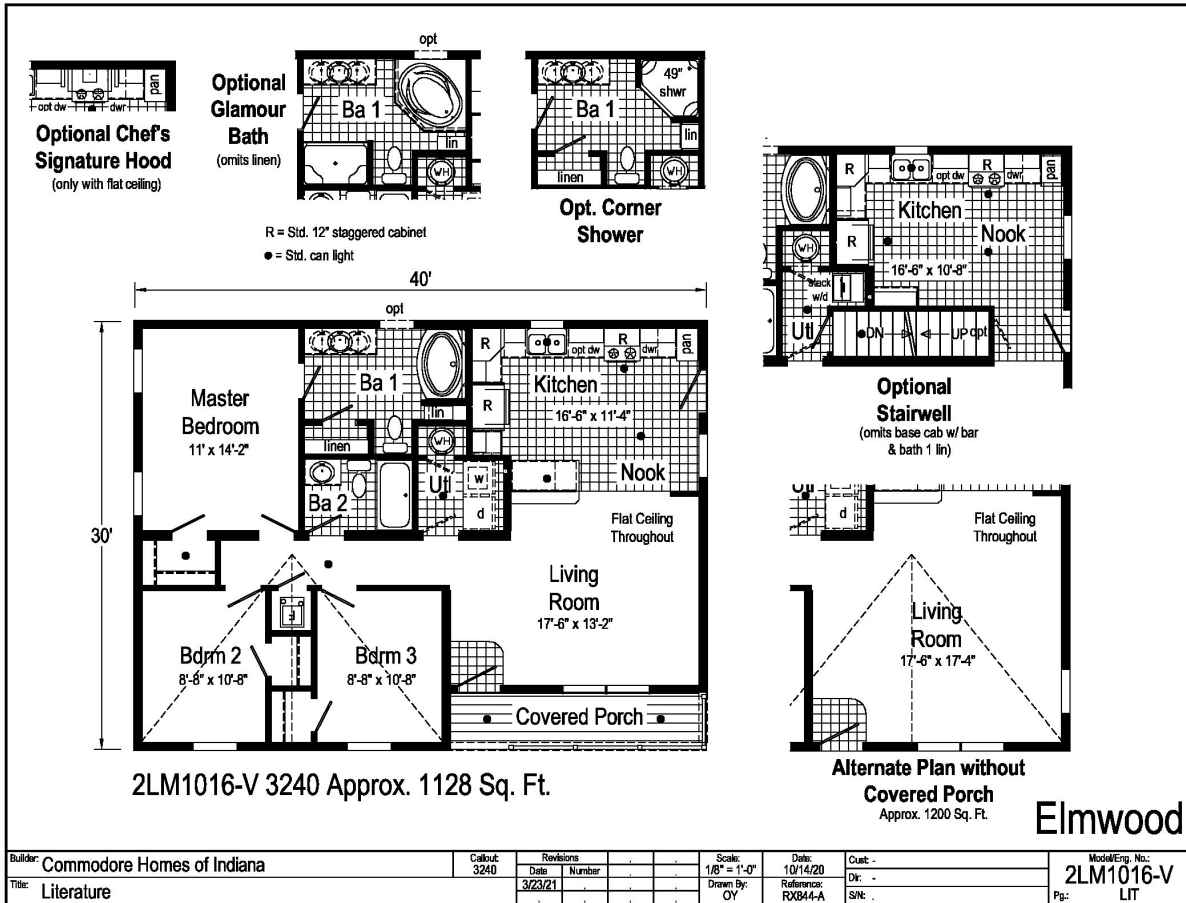 opt
Optional
Glamour
Bath
(omits linen)
Ba 1
lin
WH
opt dw
dwr
pan
Optional Chef's
Signature Hood
(only with flat ceiling)
49"
shwr
Ba 1
lin
linen
WH
Opt. Corner
Shower
R = Std. 12" staggered cabinet
● = Std. can light
R
opt dw
R
dwr
pan
Kitchen
Nook
R
16'-6" x 10'-8"
WH
stack
w/d
Utl
DN
UP
opt
Optional
Stairwell
(omits base cab w/ bar
& bath 1 lin)
40'
opt
30'
Master
Bedroom
11' x 14'-2"
Ba 1
lin
linen
WH
R
opt dw
R
dwr
pan
Kitchen
16'-6" x 11'-4"
R
Nook
Ba 2
Utl
w
d
Flat Ceiling
Throughout
Living
Room
17'-6" x 13'-2"
F
Bdrm 2
8'-8" x 10'-8"
Bdrm 3
8'-8" x 10'-8"
Covered Porch
2LM1016-V 3240 Approx. 1128 Sq. Ft.
Utl
d
Flat Ceiling
Throughout
Living
Room
17'-6" x 17'-4"
Alternate Plan without
Covered Porch
Approx. 1200 Sq. Ft.
Elmwood
Builder: Commodore Homes of Indiana
Title: Literature
Callout:
3240
Revisions
Date Number
3/23/21
Scale:
1/8" = 1'-0"
Drawn By:
OY
Date:
10/14/20
Reference:
RX844-A
Cust: -
Dir: -
S/N: .
Model/Eng. No.:
2LM1016-V
Pg.: LIT